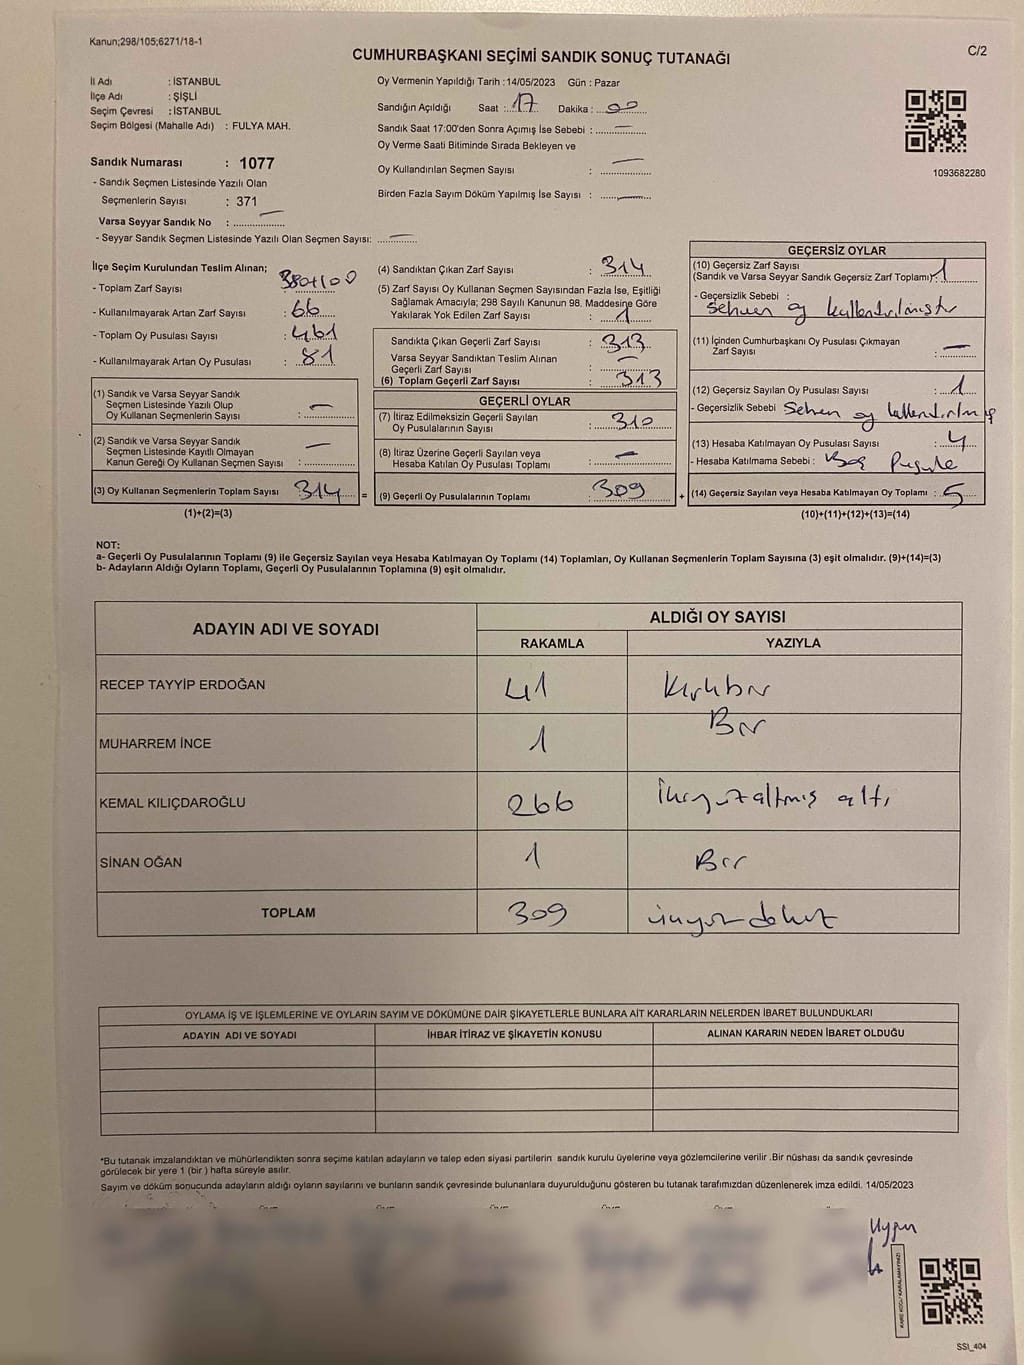 Kanun;298/105;6271/18-1
C/2
CUMHURBAŞKANI SEÇİMİ SANDIK SONUÇ TUTANAĞI
İl Adı : İSTANBUL
İlçe Adı : ŞİŞLİ
Seçim Çevresi : İSTANBUL
Seçim Bölgesi (Mahalle Adı) : FULYA MAH.
Sandık Numarası : 1077
- Sandık Seçmen Listesinde Yazılı Olan
Seçmenlerin Sayısı : 371
Varsa Seyyar Sandık No : —
- Seyyar Sandık Seçmen Listesinde Yazılı Olan Seçmen Sayısı: —
Oy Vermenin Yapıldığı Tarih :14/05/2023 Gün : Pazar
Sandığın Açıldığı Saat : 17 Dakika : 00
Sandık Saat 17:00'den Sonra Açımış İse Sebebi : —
Oy Verme Saati Bitiminde Sırada Bekleyen ve
Oy Kullandırılan Seçmen Sayısı : —
Birden Fazla Sayım Döküm Yapılmış İse Sayısı : —
1093682280
İlçe Seçim Kurulundan Teslim Alınan;
- Toplam Zarf Sayısı 380+100
- Kullanılmayarak Artan Zarf Sayısı : 66
- Toplam Oy Pusulası Sayısı : 461
- Kullanılmayarak Artan Oy Pusulası : 81
(1) Sandık ve Varsa Seyyar Sandık
Seçmen Listesinde Yazılı Olup
Oy Kullanan Seçmenlerin Sayısı : —
(2) Sandık ve Varsa Seyyar Sandık
Seçmen Listesinde Kayıtlı Olmayan
Kanun Gereği Oy Kullanan Seçmen Sayısı : —
(3) Oy Kullanan Seçmenlerin Toplam Sayısı 314 =
(1)+(2)=(3)
(4) Sandıktan Çıkan Zarf Sayısı : 314
(5) Zarf Sayısı Oy Kullanan Seçmen Sayısından Fazla İse, Eşitliği
Sağlamak Amacıyla; 298 Sayılı Kanunun 98. Maddesine Göre
Yakılarak Yok Edilen Zarf Sayısı : 1
Sandıkta Çıkan Geçerli Zarf Sayısı : 313
Varsa Seyyar Sandıktan Teslim Alınan
Geçerli Zarf Sayısı : —
(6) Toplam Geçerli Zarf Sayısı : 313
GEÇERLİ OYLAR
(7) İtiraz Edilmeksizin Geçerli Sayılan
Oy Pusulalarının Sayısı : 310
(8) İtiraz Üzerine Geçerli Sayılan veya
Hesaba Katılan Oy Pusulası Toplamı : —
(9) Geçerli Oy Pusulalarının Toplamı : 309 +
GEÇERSİZ OYLAR
(10) Geçersiz Zarf Sayısı
(Sandık ve Varsa Seyyar Sandık Geçersiz Zarf Toplamı): 1
- Geçersizlik Sebebi :
Sehven oy kullandırılmıştır
(11) İçinden Cumhurbaşkanı Oy Pusulası Çıkmayan
Zarf Sayısı : —
(12) Geçersiz Sayılan Oy Pusulası Sayısı : 1
- Geçersizlik Sebebi Sehven oy kullandırılmış
(13) Hesaba Katılmayan Oy Pusulası Sayısı : 4
- Hesaba Katılmama Sebebi : Boş Pusula
(14) Geçersiz Sayılan veya Hesaba Katılmayan Oy Toplamı : 5
(10)+(11)+(12)+(13)=(14)
NOT:
a- Geçerli Oy Pusulalarının Toplamı (9) ile Geçersiz Sayılan veya Hesaba Katılmayan Oy Toplamı (14) Toplamları, Oy Kullanan Seçmenlerin Toplam Sayısına (3) eşit olmalıdır. (9)+(14)=(3)
b- Adayların Aldığı Oyların Toplamı, Geçerli Oy Pusulalarının Toplamına (9) eşit olmalıdır.
ADAYIN ADI VE SOYADI
ALDIĞI OY SAYISI
RAKAMLA YAZIYLA
RECEP TAYYİP ERDOĞAN 41 Kırkbir
MUHARREM İNCE 1 Bir
KEMAL KILIÇDAROĞLU 266 İkiyüzaltmış altı
SİNAN OĞAN 1 Bir
TOPLAM 309 üçyüz dokuz
OYLAMA İŞ VE İŞLEMLERİNE VE OYLARIN SAYIM VE DÖKÜMÜNE DAİR ŞİKAYETLERLE BUNLARA AİT KARARLARIN NELERDEN İBARET BULUNDUKLARI
ADAYIN ADI VE SOYADI İHBAR İTİRAZ VE ŞİKAYETİN KONUSU ALINAN KARARIN NEDEN İBARET OLDUĞU
*Bu tutanak imzalandıktan ve mühürlendikten sonra seçime katılan adayların ve talep eden siyasi partilerin sandık kurulu üyelerine veya gözlemcilerine verilir .Bir nüshası da sandık çevresinde
görülecek bir yere 1 (bir ) hafta süreyle asılır.
Sayım ve döküm sonucunda adayların aldığı oyların sayılarını ve bunların sandık çevresinde bulunanlara duyurulduğunu gösteren bu tutanak tarafımızdan düzenlenerek imza edildi. 14/05/2023
Uygun
KARE KODU KARALAMAYINIZ!
SSI_404